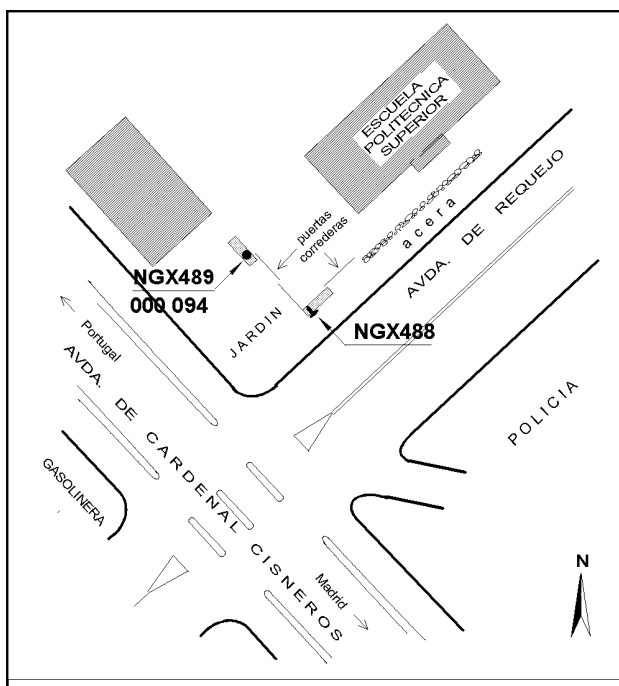 ESCUELA
POLITECNICA
SUPERIOR
puertas
correderas
acera
AVDA. DE REQUEJO
NGX489
000 094
JARDIN
NGX488
Portugal
AVDA. DE CARDENAL CISNEROS
POLICIA
GASOLINERA
Madrid
N